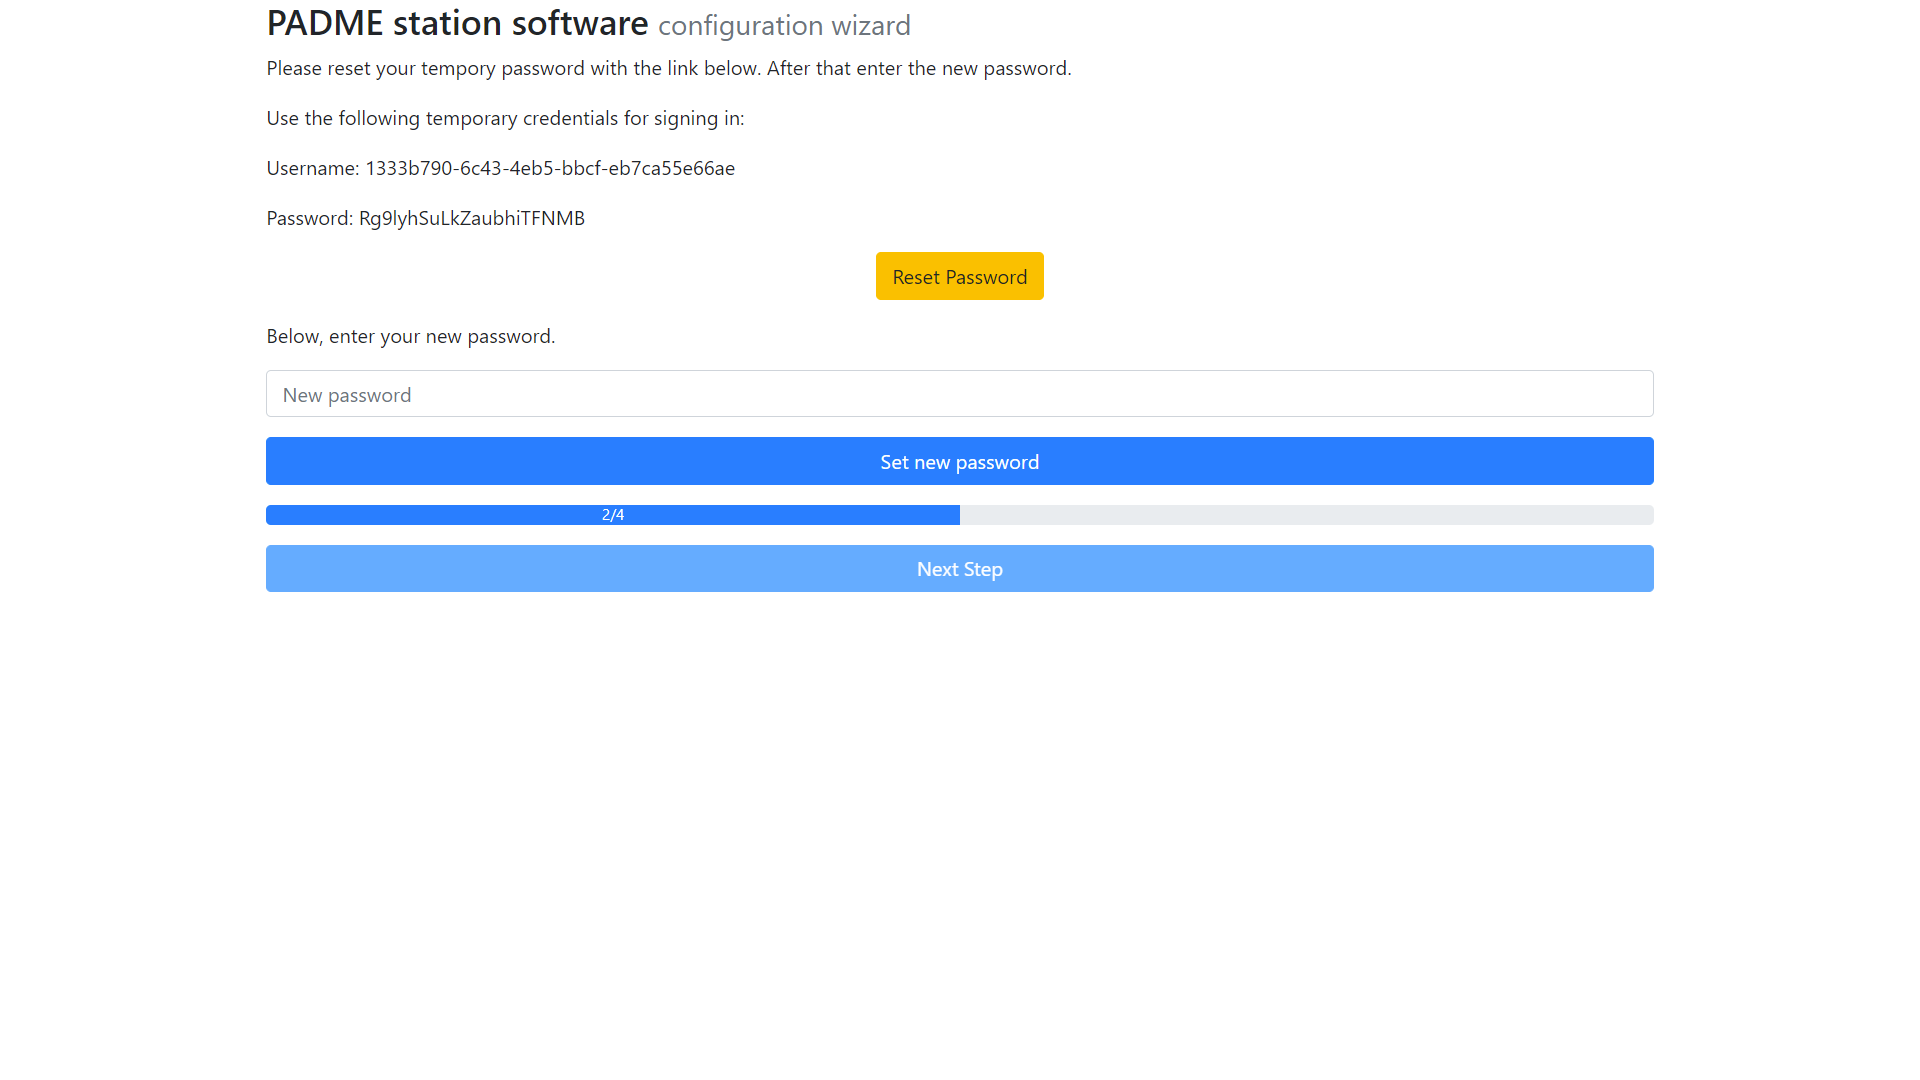 PADME station software configuration wizard
Please reset your tempory password with the link below. After that enter the new password.
Use the following temporary credentials for signing in:
Username: 1333b790-6c43-4eb5-bbcf-eb7ca55e66ae
Password: Rg9lyhSuLkZaubhiTFNMB
Reset Password
Below, enter your new password.
New password
Set new password
2/4
Next Step